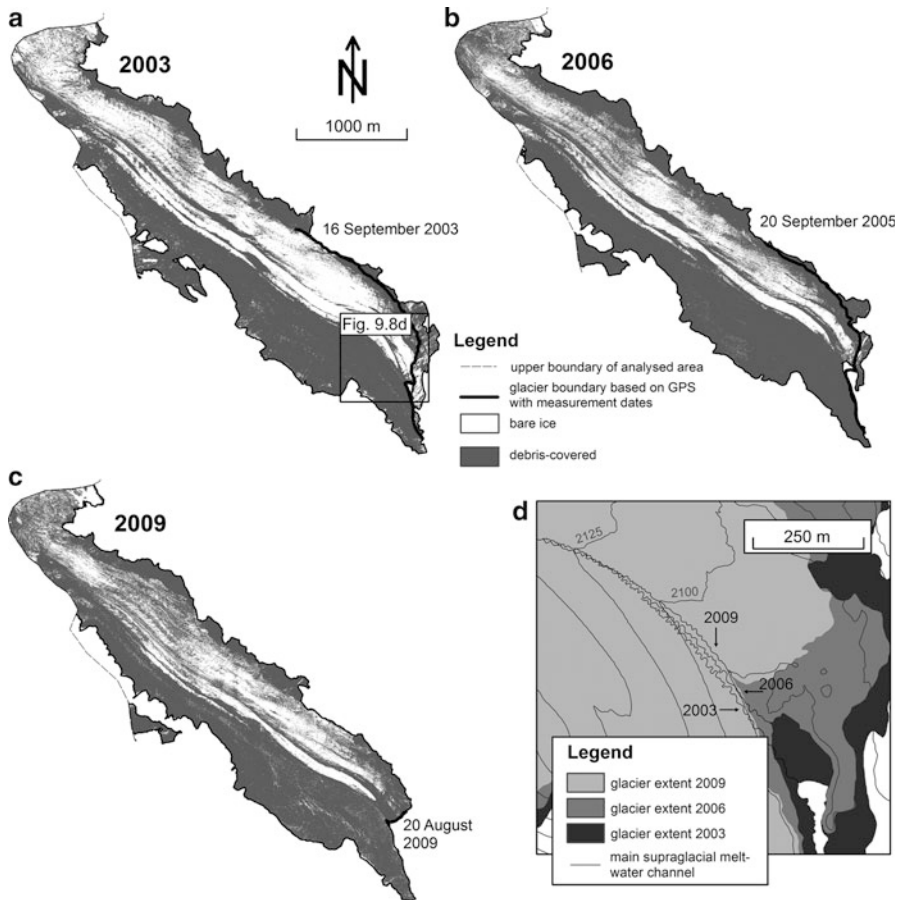 a
2003
N
1000 m
16 September 2003
Fig. 9.8d
b
2006
20 September 2005
Legend
upper boundary of analysed area
glacier boundary based on GPS
with measurement dates
bare ice
debris-covered
c
2009
20 August
2009
d
250 m
2125
2100
2009
2006
2003
Legend
glacier extent 2009
glacier extent 2006
glacier extent 2003
main supraglacial melt-
water channel